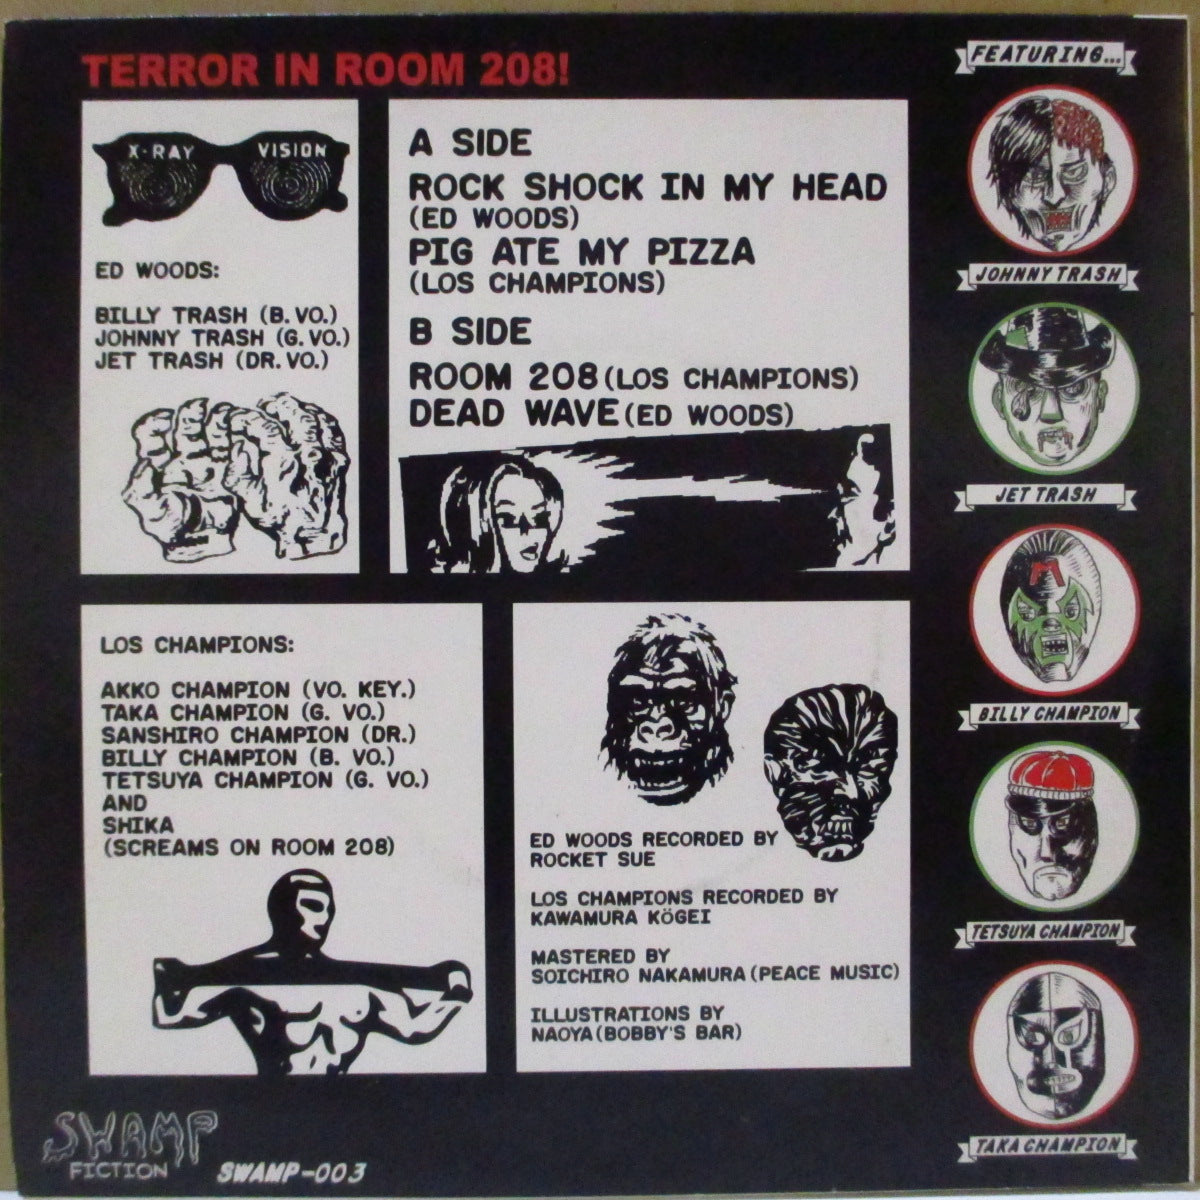 TERROR IN ROOM 208!
X-RAY VISION
ED WOODS:
BILLY TRASH (B. VO.)
JOHNNY TRASH (G. VO.)
JET TRASH (DR. VO.)
A SIDE
ROCK SHOCK IN MY HEAD
(ED WOODS)
PIG ATE MY PIZZA
(LOS CHAMPIONS)
B SIDE
ROOM 208 (LOS CHAMPIONS)
DEAD WAVE (ED WOODS)
LOS CHAMPIONS:
AKKO CHAMPION (VO. KEY.)
TAKA CHAMPION (G. VO.)
SANSHIRO CHAMPION (DR.)
BILLY CHAMPION (B. VO.)
TETSUYA CHAMPION (G. VO.)
AND
SHIKA
(SCREAMS ON ROOM 208)
ED WOODS RECORDED BY
ROCKET SUE
LOS CHAMPIONS RECORDED BY
KAWAMURA KÖGEI
MASTERED BY
SOICHIRO NAKAMURA (PEACE MUSIC)
ILLUSTRATIONS BY
NAOYA (BOBBY'S BAR)
FEATURING...
JOHNNY TRASH
JET TRASH
M
BILLY CHAMPION
TETSUYA CHAMPION
TAKA CHAMPION
SWAMP
FICTION
SWAMP-003